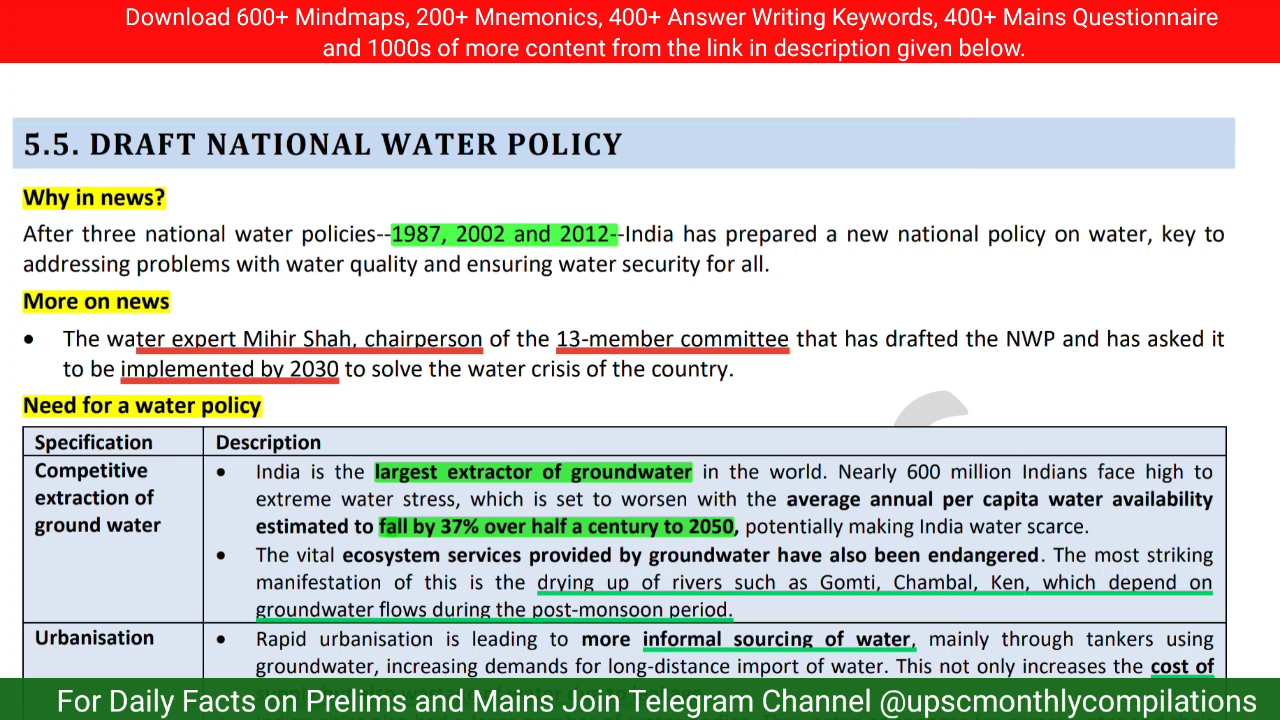 Download 600+ Mindmaps, 200+ Mnemonics, 400+ Answer Writing Keywords, 400+ Mains Questionnaire
and 1000s of more content from the link in description given below.
5.5. DRAFT NATIONAL WATER POLICY
Why in news?
After three national water policies--1987, 2002 and 2012--India has prepared a new national policy on water, key to
addressing problems with water quality and ensuring water security for all.
More on news
• The water expert Mihir Shah, chairperson of the 13-member committee that has drafted the NWP and has asked it
to be implemented by 2030 to solve the water crisis of the country.
Need for a water policy
Specification Description
Competitive
extraction of
ground water
• India is the largest extractor of groundwater in the world. Nearly 600 million Indians face high to
extreme water stress, which is set to worsen with the average annual per capita water availability
estimated to fall by 37% over half a century to 2050, potentially making India water scarce.
• The vital ecosystem services provided by groundwater have also been endangered. The most striking
manifestation of this is the drying up of rivers such as Gomti, Chambal, Ken, which depend on
groundwater flows during the post-monsoon period.
Urbanisation
• Rapid urbanisation is leading to more informal sourcing of water, mainly through tankers using
groundwater, increasing demands for long-distance import of water. This not only increases the cost of
For Daily Facts on Prelims and Mains Join Telegram Channel @upscmonthlycompilations